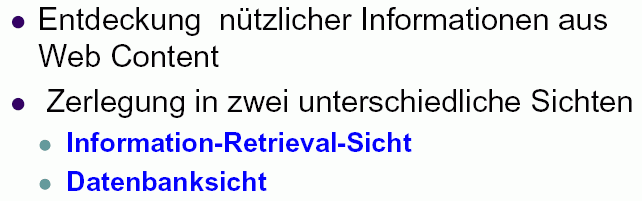 Entdeckung nützlicher Informationen aus
Web Content
Zerlegung in zwei unterschiedliche Sichten
Information-Retrieval-Sicht
Datenbanksicht